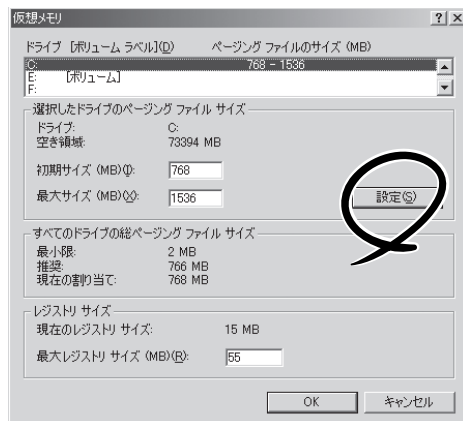 仮想メモリ
ドライブ [ボリューム ラベル](D) ページング ファイルのサイズ (MB)
C: 768 - 1536
E: [ボリューム]
F:
選択したドライブのページング ファイル サイズ
ドライブ: C:
空き領域: 73394 MB
初期サイズ (MB)(I): 768
最大サイズ (MB)(X): 1536
設定(S)
すべてのドライブの総ページング ファイル サイズ
最小限: 2 MB
推奨: 766 MB
現在の割り当て: 768 MB
レジストリ サイズ
現在のレジストリ サイズ: 15 MB
最大レジストリ サイズ (MB)(R): 55
OK キャンセル